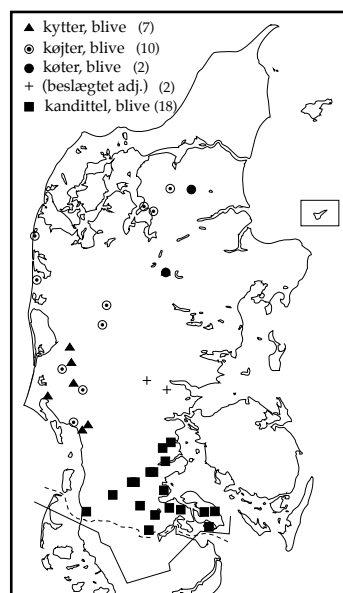 kytter, blive (7)
køjter, blive (10)
køter, blive (2)
(beslægtet adj.) (2)
kandittel, blive (18)